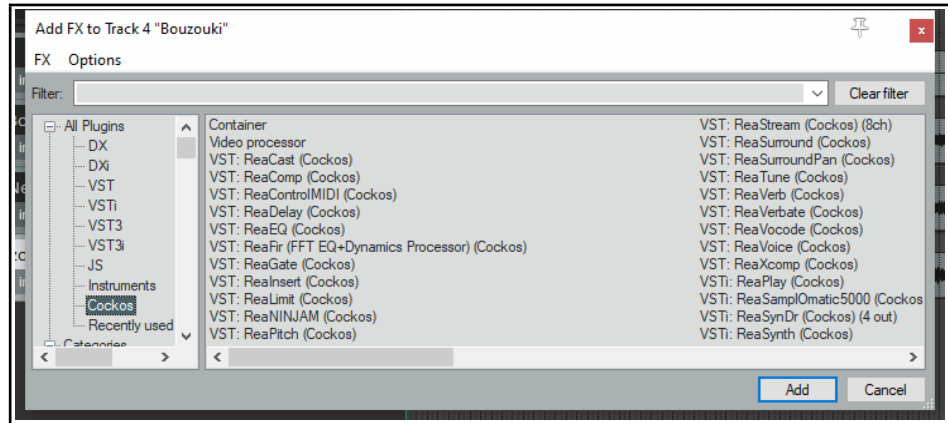 Add FX to Track 4 "Bouzouki"
x
FX Options
Filter:
Clear filter
All Plugins
DX
DXi
VST
VSTi
VST3
VST3i
JS
Instruments
Cockos
Recently used
Categories
Container
Video processor
VST: ReaCast (Cockos)
VST: ReaComp (Cockos)
VST: ReaControlMIDI (Cockos)
VST: ReaDelay (Cockos)
VST: ReaEQ (Cockos)
VST: ReaFir (FFT EQ+Dynamics Processor) (Cockos)
VST: ReaGate (Cockos)
VST: ReaInsert (Cockos)
VST: ReaLimit (Cockos)
VST: ReaNINJAM (Cockos)
VST: ReaPitch (Cockos)
VST: ReaStream (Cockos) (8ch)
VST: ReaSurround (Cockos)
VST: ReaSurroundPan (Cockos)
VST: ReaTune (Cockos)
VST: ReaVerb (Cockos)
VST: ReaVerbate (Cockos)
VST: ReaVocode (Cockos)
VST: ReaVoice (Cockos)
VST: ReaXcomp (Cockos)
VSTi: ReaPlay (Cockos)
VSTi: ReaSamplOmatic5000 (Cockos
VSTi: ReaSynDr (Cockos) (4 out)
VSTi: ReaSynth (Cockos)
Add
Cancel